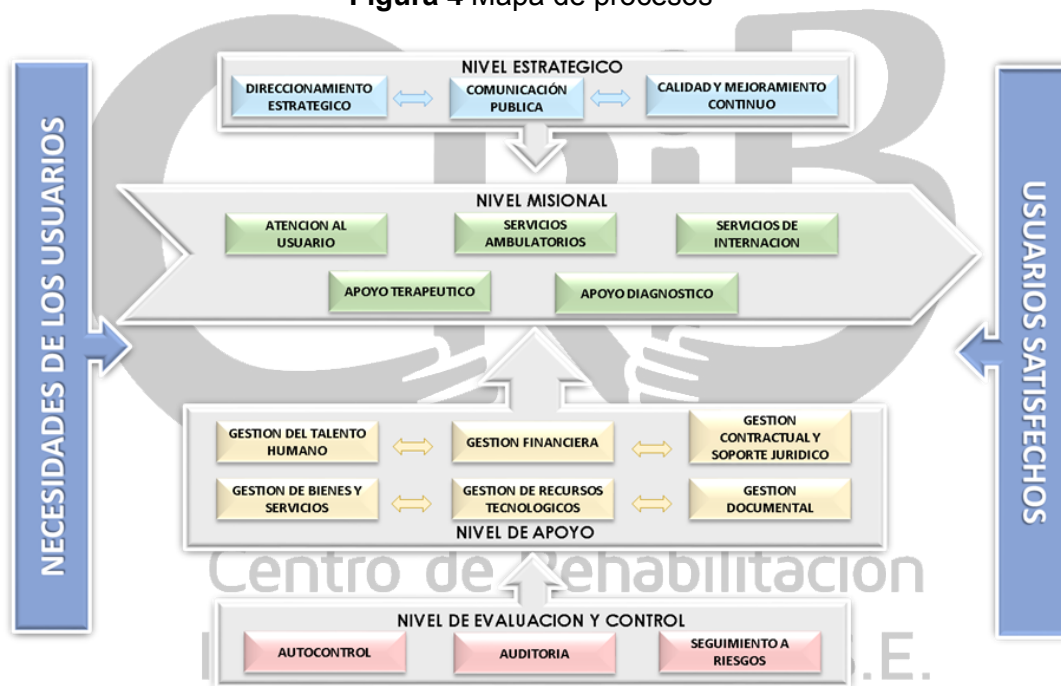 Figura 4 Mapa de procesos
NIVEL ESTRATEGICO
DIRECCIONAMIENTO
ESTRATEGICO
COMUNICACIÓN
PUBLICA
CALIDAD Y MEJORAMIENTO
CONTINUO
NECESIDADES DE LOS USUARIOS
NIVEL MISIONAL
ATENCION AL
USUARIO
SERVICIOS
AMBULATORIOS
SERVICIOS DE
INTERNACION
APOYO TERAPEUTICO
APOYO DIAGNOSTICO
USUARIOS SATISFECHOS
GESTION DEL TALENTO
HUMANO
GESTION FINANCIERA
GESTION
CONTRACTUAL Y
SOPORTE JURIDICO
GESTION DE BIENES Y
SERVICIOS
GESTION DE RECURSOS
TECNOLOGICOS
GESTION
DOCUMENTAL
NIVEL DE APOYO
Centro de Rehabilitación
NIVEL DE EVALUACION Y CONTROL
AUTOCONTROL
AUDITORIA
SEGUIMIENTO A
RIESGOS
.E.